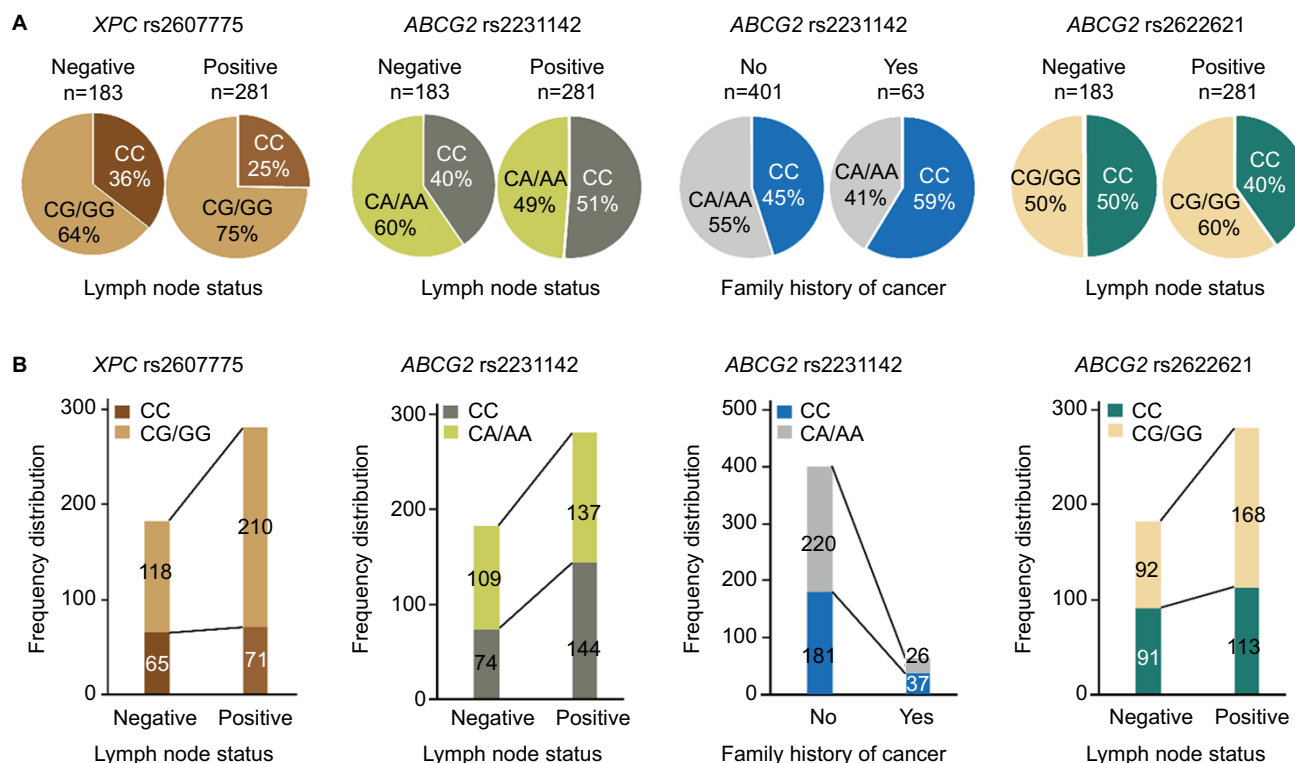 A
XPC rs2607775
Negative
n=183
Positive
n=281
CC
36%
CG/GG
64%
CC
25%
CG/GG
75%
Lymph node status
ABCG2 rs2231142
Negative
n=183
Positive
n=281
CC
40%
CA/AA
60%
CA/AA
49%
CC
51%
Lymph node status
ABCG2 rs2231142
No
n=401
Yes
n=63
CC
45%
CA/AA
55%
CA/AA
41%
CC
59%
Family history of cancer
ABCG2 rs2622621
Negative
n=183
Positive
n=281
CG/GG
50%
CC
50%
CC
40%
CG/GG
60%
Lymph node status
B
XPC rs2607775
CC
CG/GG
Frequency distribution
300
200
100
0
118
65
210
71
Negative
Positive
Lymph node status
ABCG2 rs2231142
CC
CA/AA
Frequency distribution
300
200
100
0
109
74
137
144
Negative
Positive
Lymph node status
ABCG2 rs2231142
CC
CA/AA
Frequency distribution
500
400
300
200
100
0
220
181
26
37
No
Yes
Family history of cancer
ABCG2 rs2622621
CC
CG/GG
Frequency distribution
300
200
100
0
92
91
168
113
Negative
Positive
Lymph node status